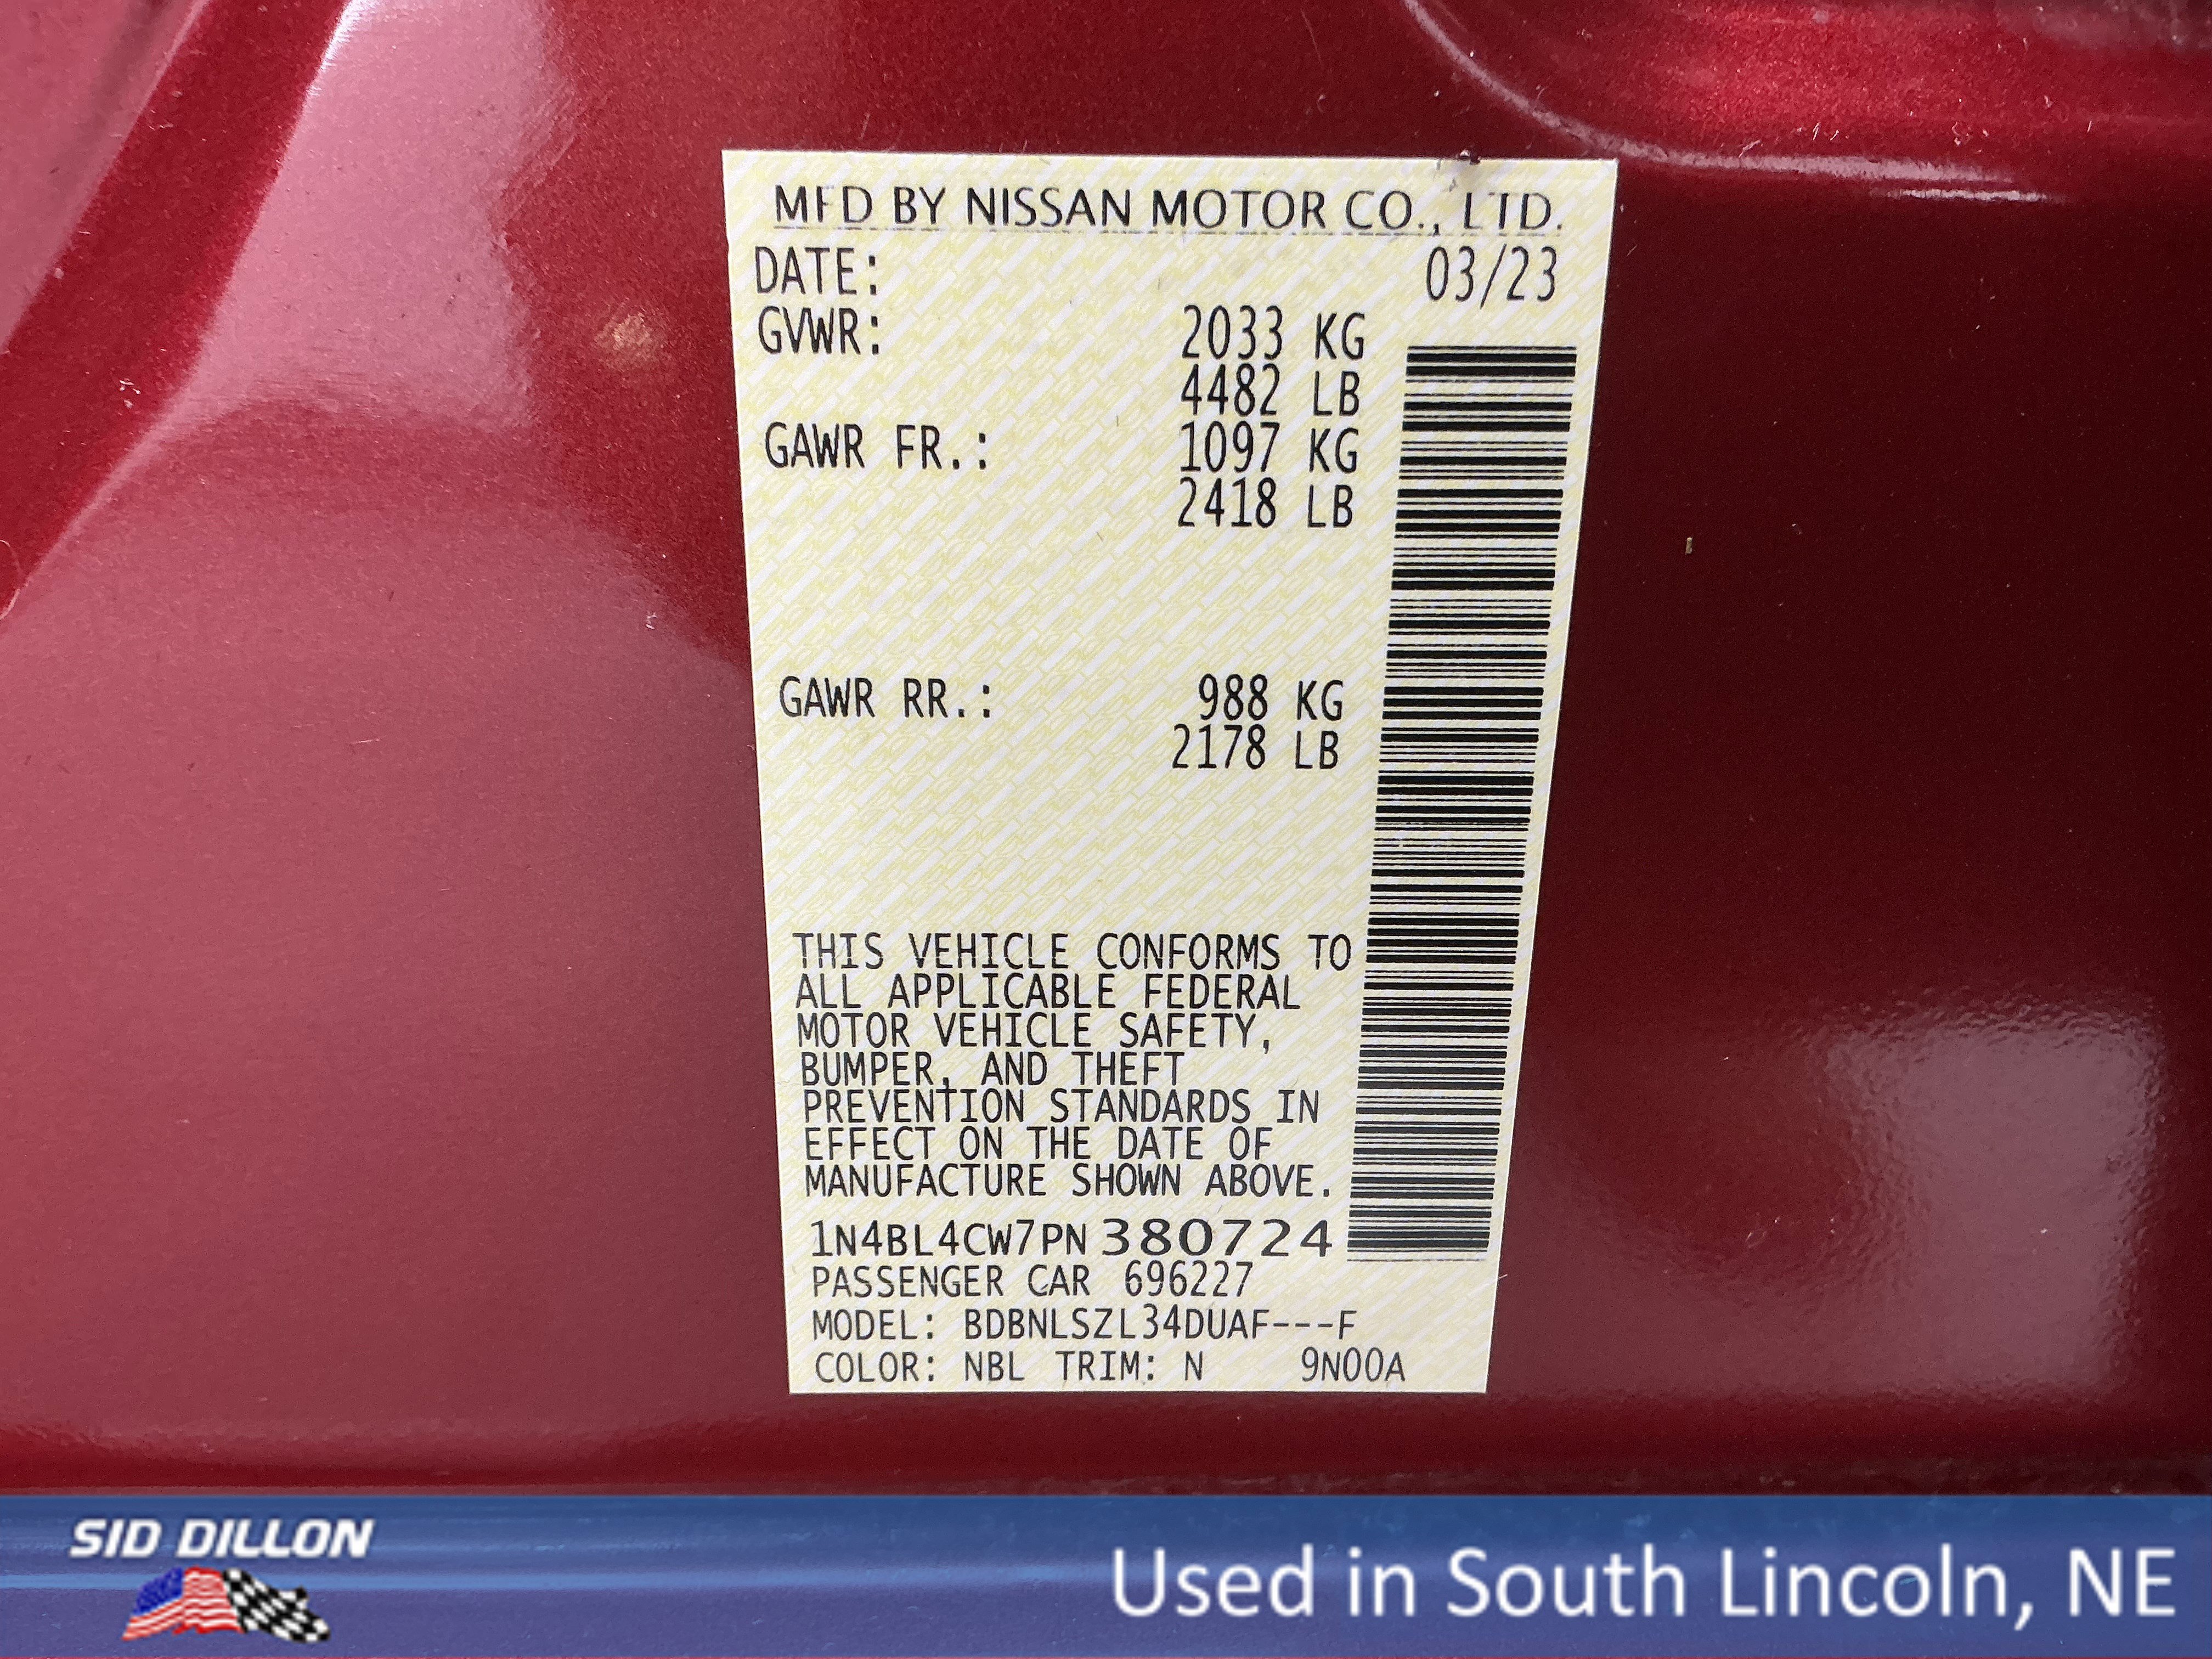 MFD BY NISSAN MOTOR CO., LTD.
DATE: 03/23
GVWR: 2033 KG
4482 LB
GAWR FR.: 1097 KG
2418 LB
GAWR RR.: 988 KG
2178 LB
THIS VEHICLE CONFORMS TO
ALL APPLICABLE FEDERAL
MOTOR VEHICLE SAFETY,
BUMPER, AND THEFT
PREVENTION STANDARDS IN
EFFECT ON THE DATE OF
MANUFACTURE SHOWN ABOVE.
1N4BL4CW7PN380724
PASSENGER CAR 696227
MODEL: BDBNLSZL34DUAF---F
COLOR: NBL TRIM: N 9N00A
SID DILLON
Used in South Lincoln, NE